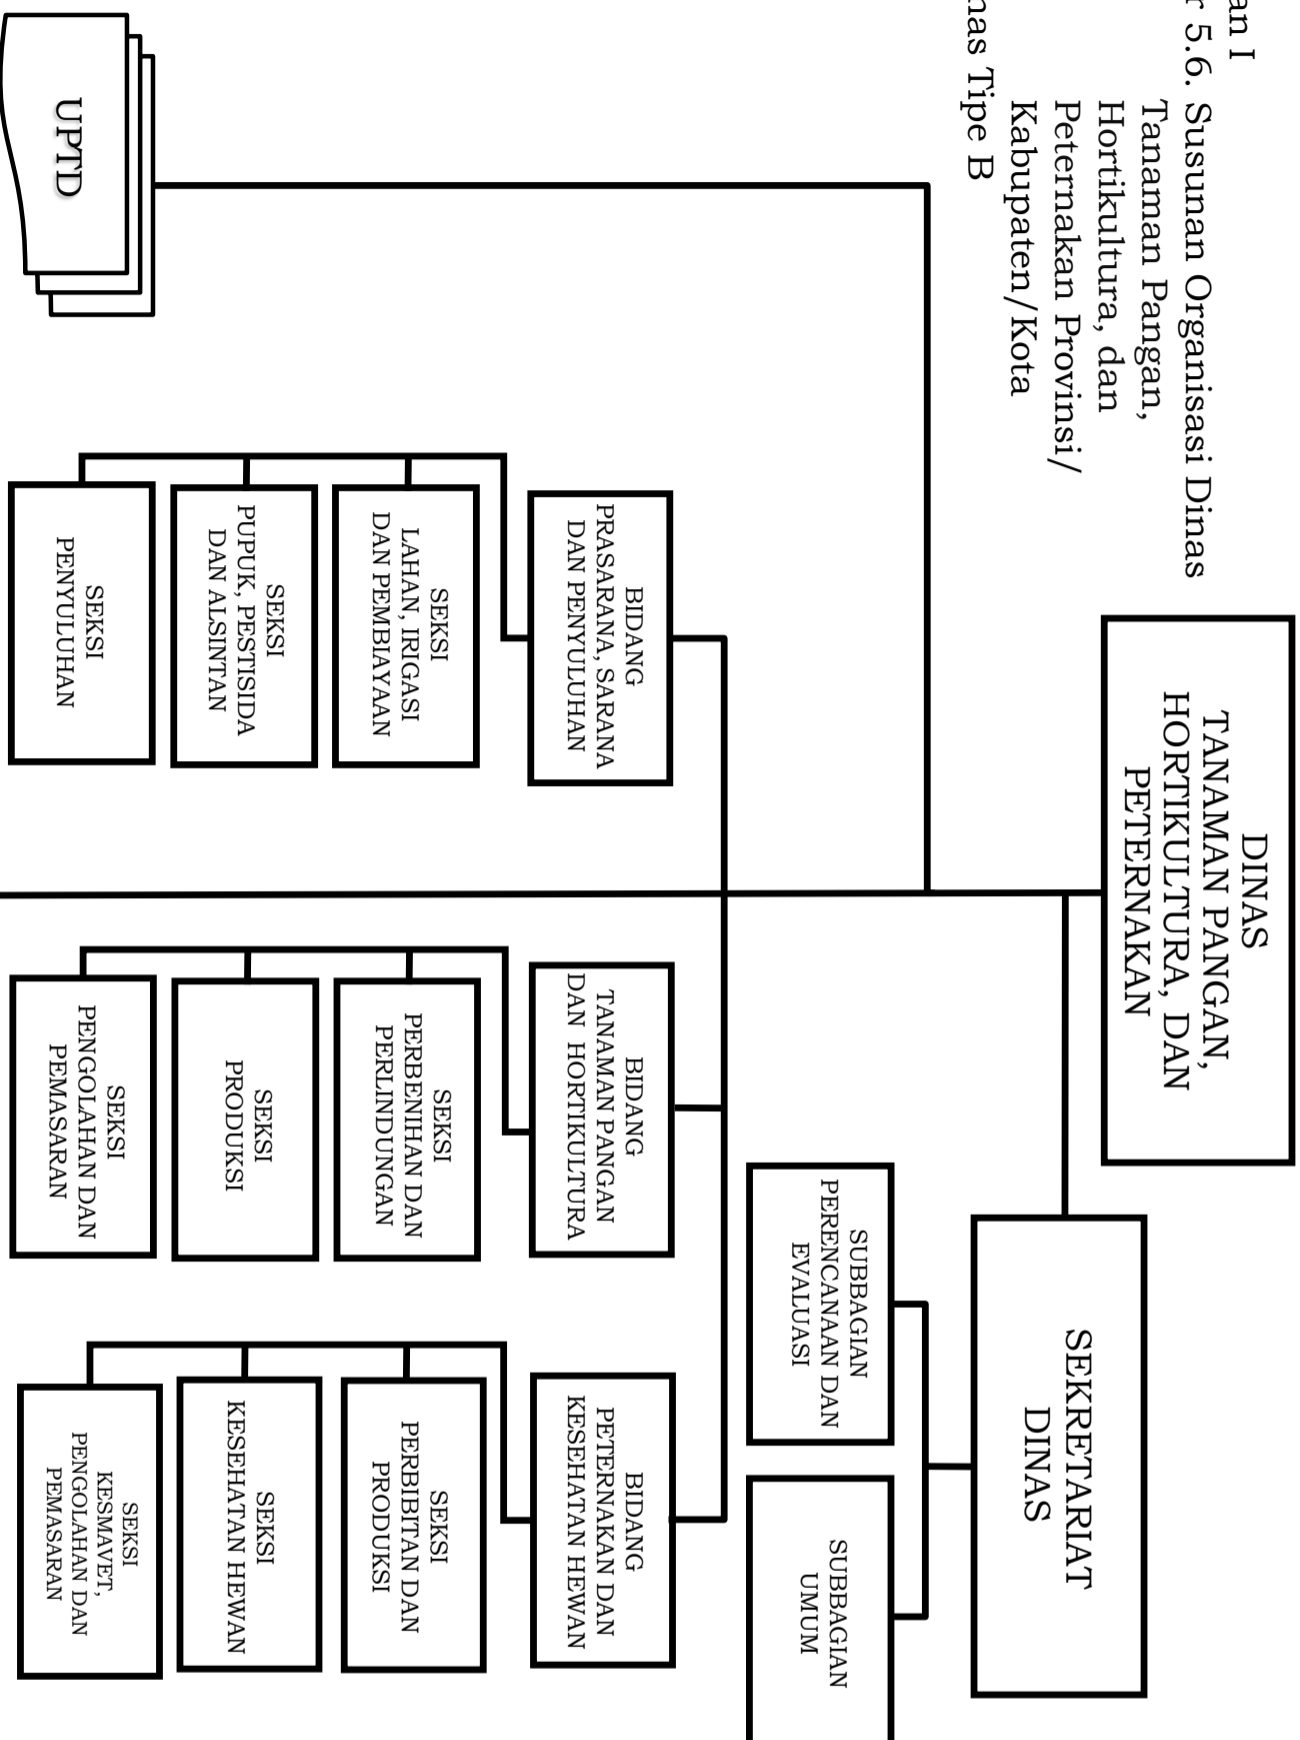 an I
r 5.6. Susunan Organisasi Dinas
Tanaman Pangan,
Hortikultura, dan
Peternakan Provinsi/
Kabupaten/Kota
nas Tipe B
DINAS
TANAMAN PANGAN,
HORTIKULTURA, DAN
PETERNAKAN
SEKRETARIAT
DINAS
SUBBAGIAN
PERENCANAAN DAN
EVALUASI
SUBBAGIAN
UMUM
BIDANG
PRASARANA, SARANA
DAN PENYULUHAN
SEKSI
LAHAN, IRIGASI
DAN PEMBIAYAAN
SEKSI
PUPUK, PESTISIDA
DAN ALSINTAN
SEKSI
PENYULUHAN
BIDANG
TANAMAN PANGAN
DAN HORTIKULTURA
SEKSI
PERBENIHAN DAN
PERLINDUNGAN
SEKSI
PRODUKSI
SEKSI
PENGOLAHAN DAN
PEMASARAN
BIDANG
PETERNAKAN DAN
KESEHATAN HEWAN
SEKSI
PERBIBITAN DAN
PRODUKSI
SEKSI
KESEHATAN HEWAN
SEKSI
KESMAVET,
PENGOLAHAN DAN
PEMASARAN
UPTD